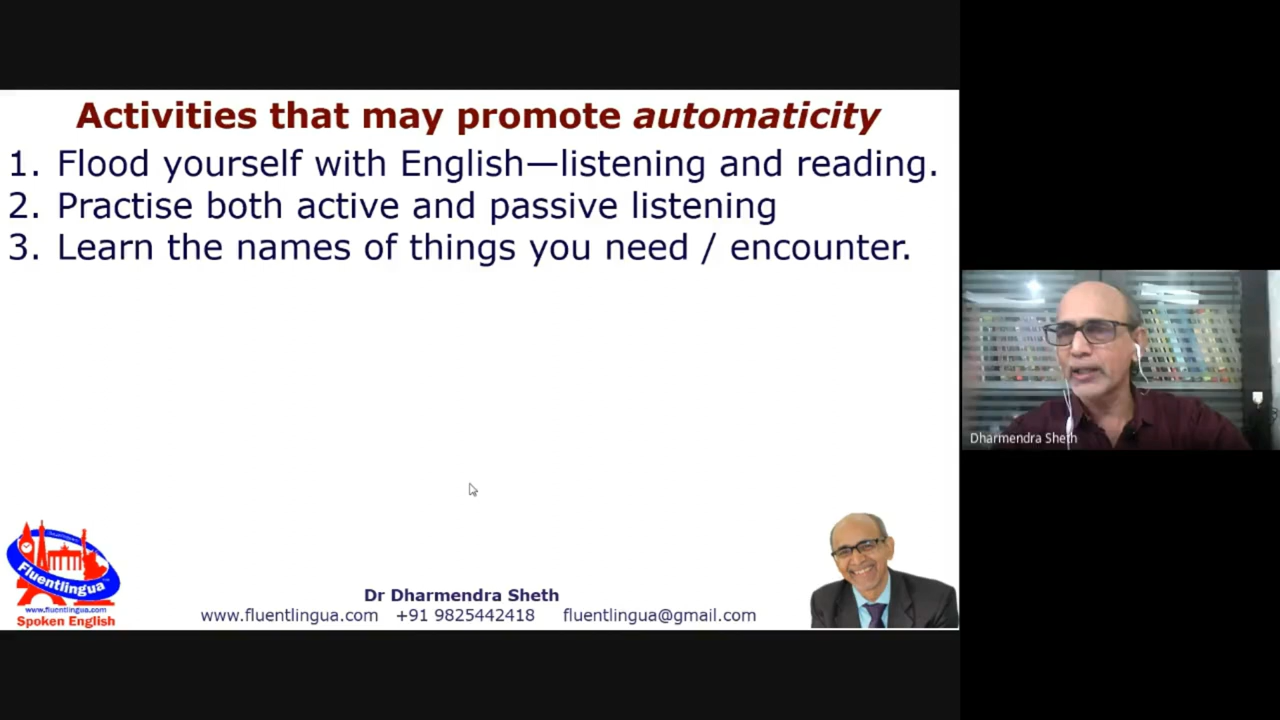 Activities that may promote automaticity
1. Flood yourself with English—listening and reading.
2. Practise both active and passive listening
3. Learn the names of things you need / encounter.
Dharmendra Sheth
Fluentlingua
www.fluentlingua.com
Spoken English
Dr Dharmendra Sheth
www.fluentlingua.com +91 9825442418 fluentlingua@gmail.com